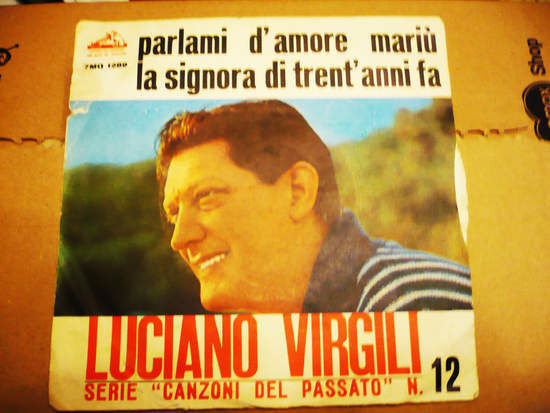 parlami d'amore mariù
7MQ 1289
la signora di trent'anni fa
LUCIANO VIRGILI
SERIE "CANZONI DEL PASSATO" N. 12